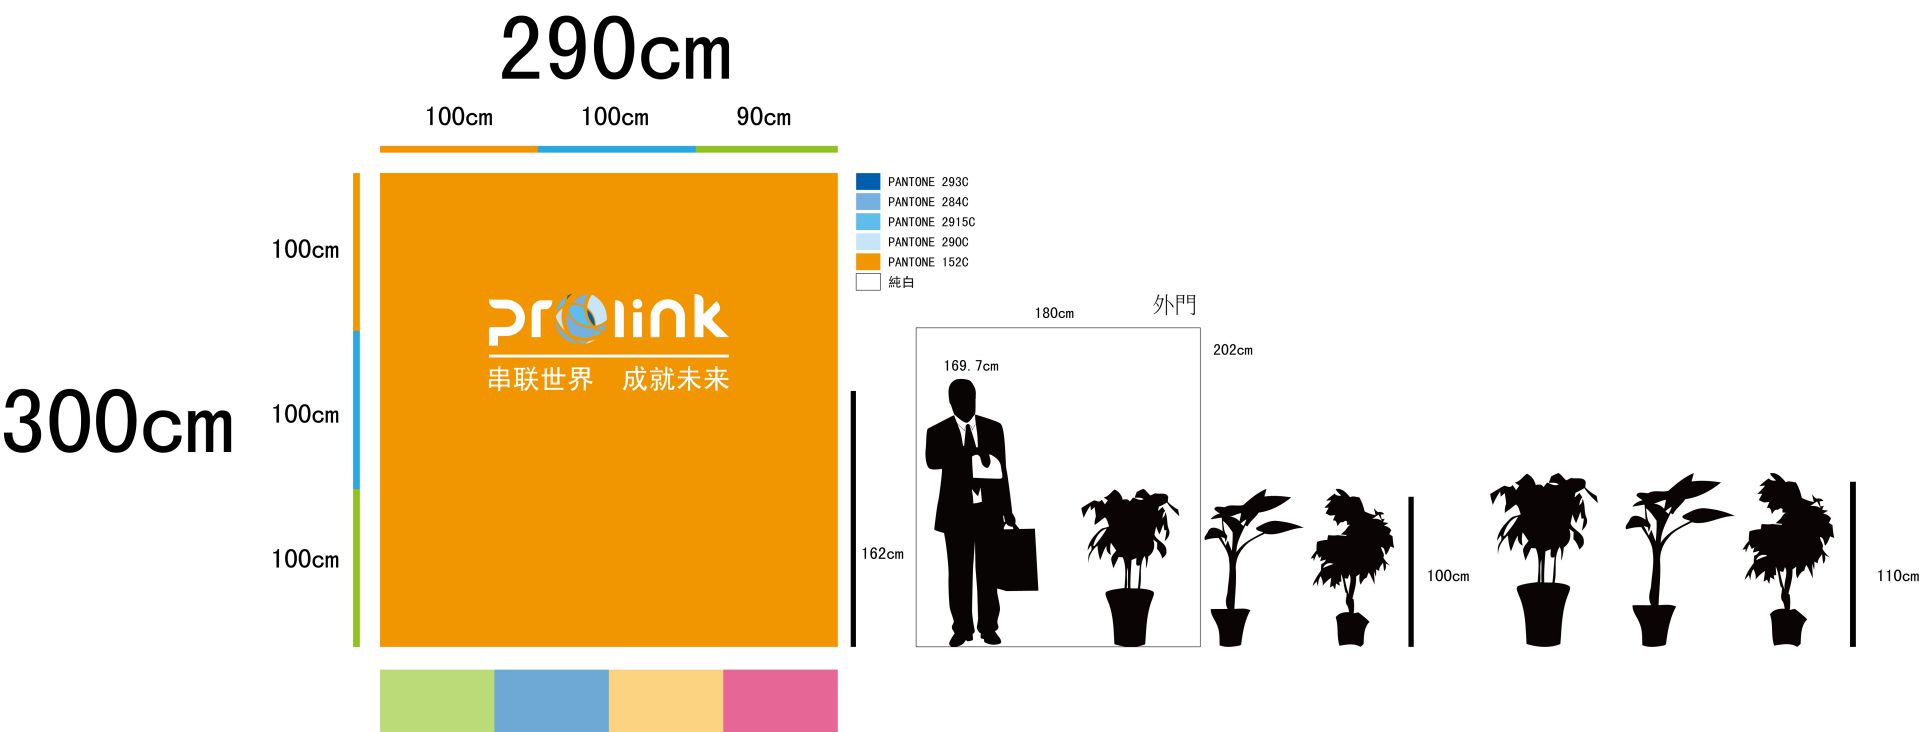 290cm
100cm 100cm 90cm
PANTONE 293C
PANTONE 284C
PANTONE 2915C
PANTONE 290C
PANTONE 152C
純白
100cm
prolink
串联世界 成就未来
外門
180cm
202cm
169.7cm
300cm
100cm
162cm
100cm
100cm
110cm